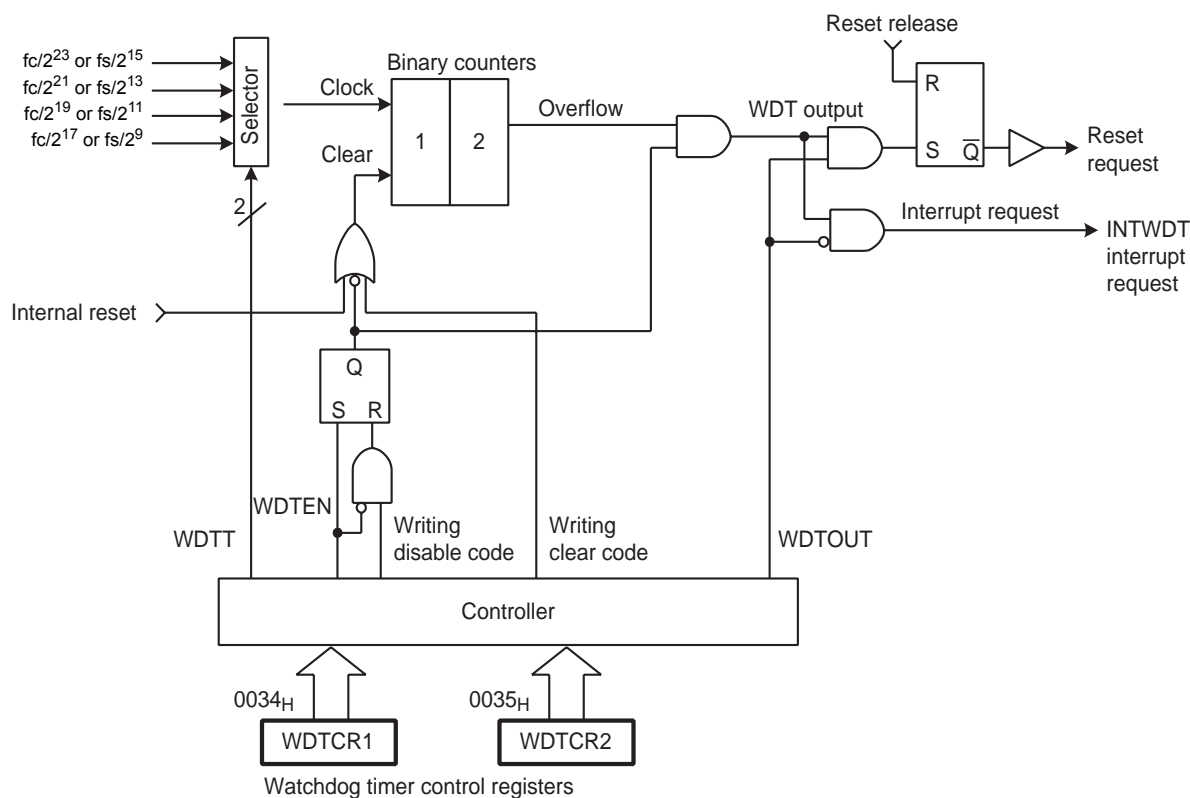 Reset release
fc/2²³ or fs/2¹⁵
fc/2²¹ or fs/2¹³
fc/2¹⁹ or fs/2¹¹
fc/2¹⁷ or fs/2⁹
Selector
Clock
Clear
Binary counters
1
2
Overflow
WDT output
R
S
Q̅
Reset
request
2
Interrupt request
INTWDT
interrupt
request
Internal reset
Q
S
R
WDTEN
WDTT
Writing
disable code
Writing
clear code
WDTOUT
Controller
0034H
0035H
WDTCR1
WDTCR2
Watchdog timer control registers